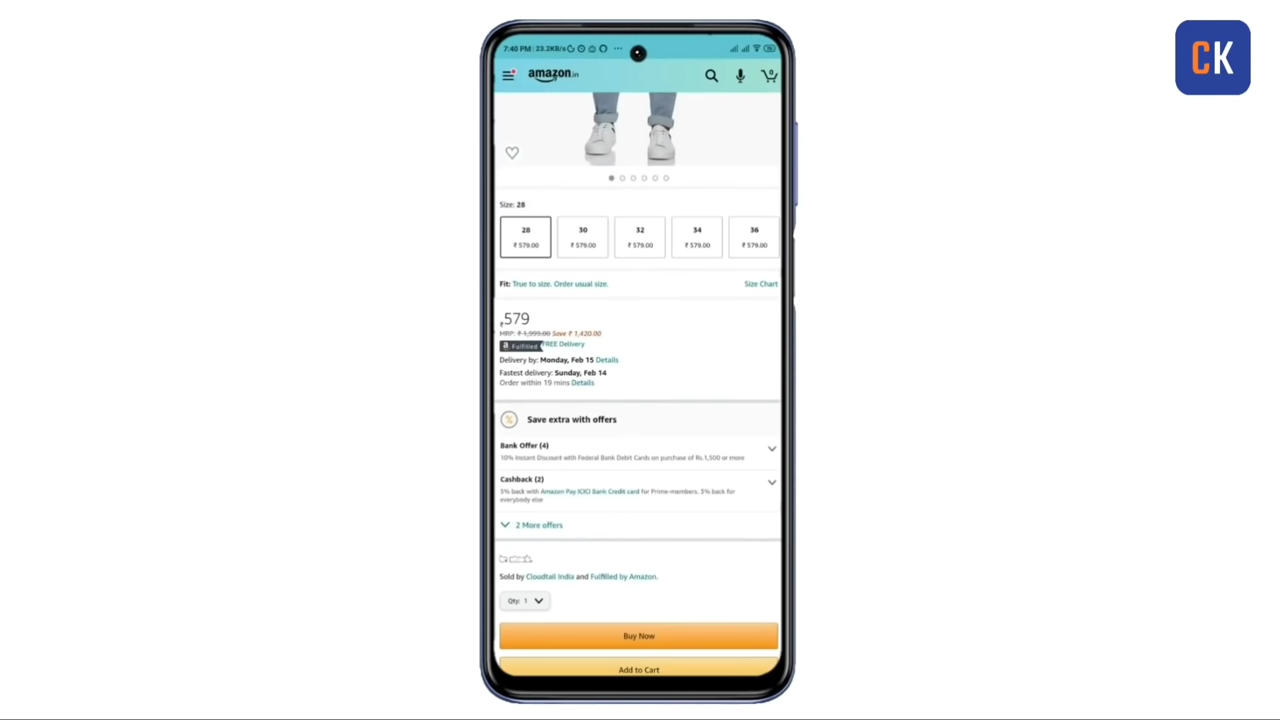 CK
7:40 PM | 23.2KB/s
amazon.in
0
Size: 28
28 30 32 34 36
₹ 579.00 ₹ 579.00 ₹ 579.00 ₹ 579.00 ₹ 579.00
Fit: True to size. Order usual size. Size Chart
₹579
MRP: ₹ 1,999.00 Save ₹ 1,420.00
a Fulfilled FREE Delivery
Delivery by: Monday, Feb 15 Details
Fastest delivery: Sunday, Feb 14
Order within 19 mins Details
Save extra with offers
Bank Offer (4)
10% Instant Discount with Federal Bank Debit Cards on purchase of Rs.1,500 or more
Cashback (2)
5% back with Amazon Pay ICICI Bank Credit card for Prime-members. 3% back for
everybody else
2 More offers
Sold by Cloudtail India and Fulfilled by Amazon.
Qty: 1
Buy Now
Add to Cart